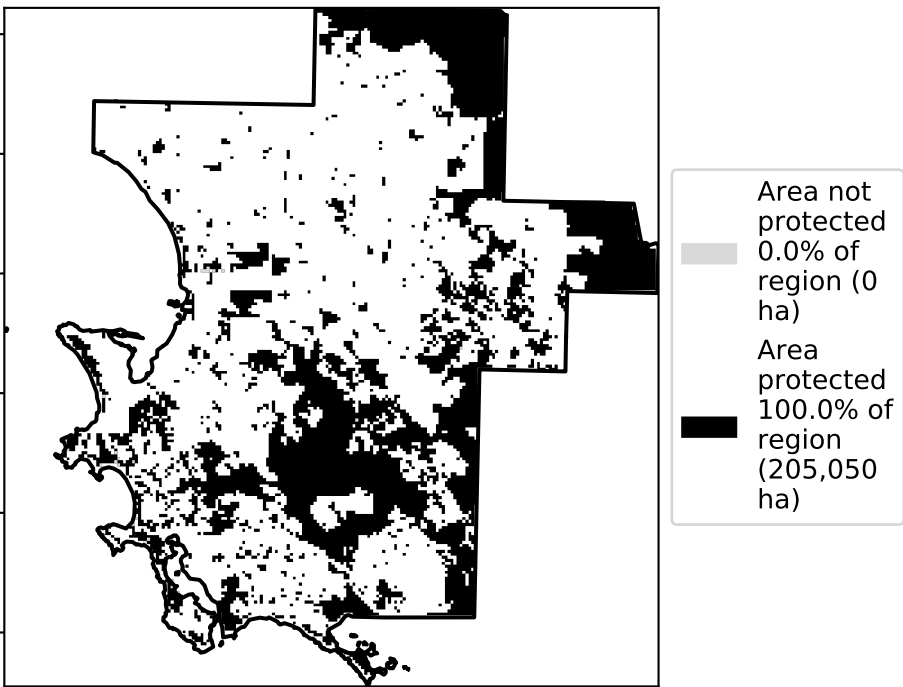 Area not
protected
0.0% of
region (0
ha)
Area
protected
100.0% of
region
(205,050
ha)